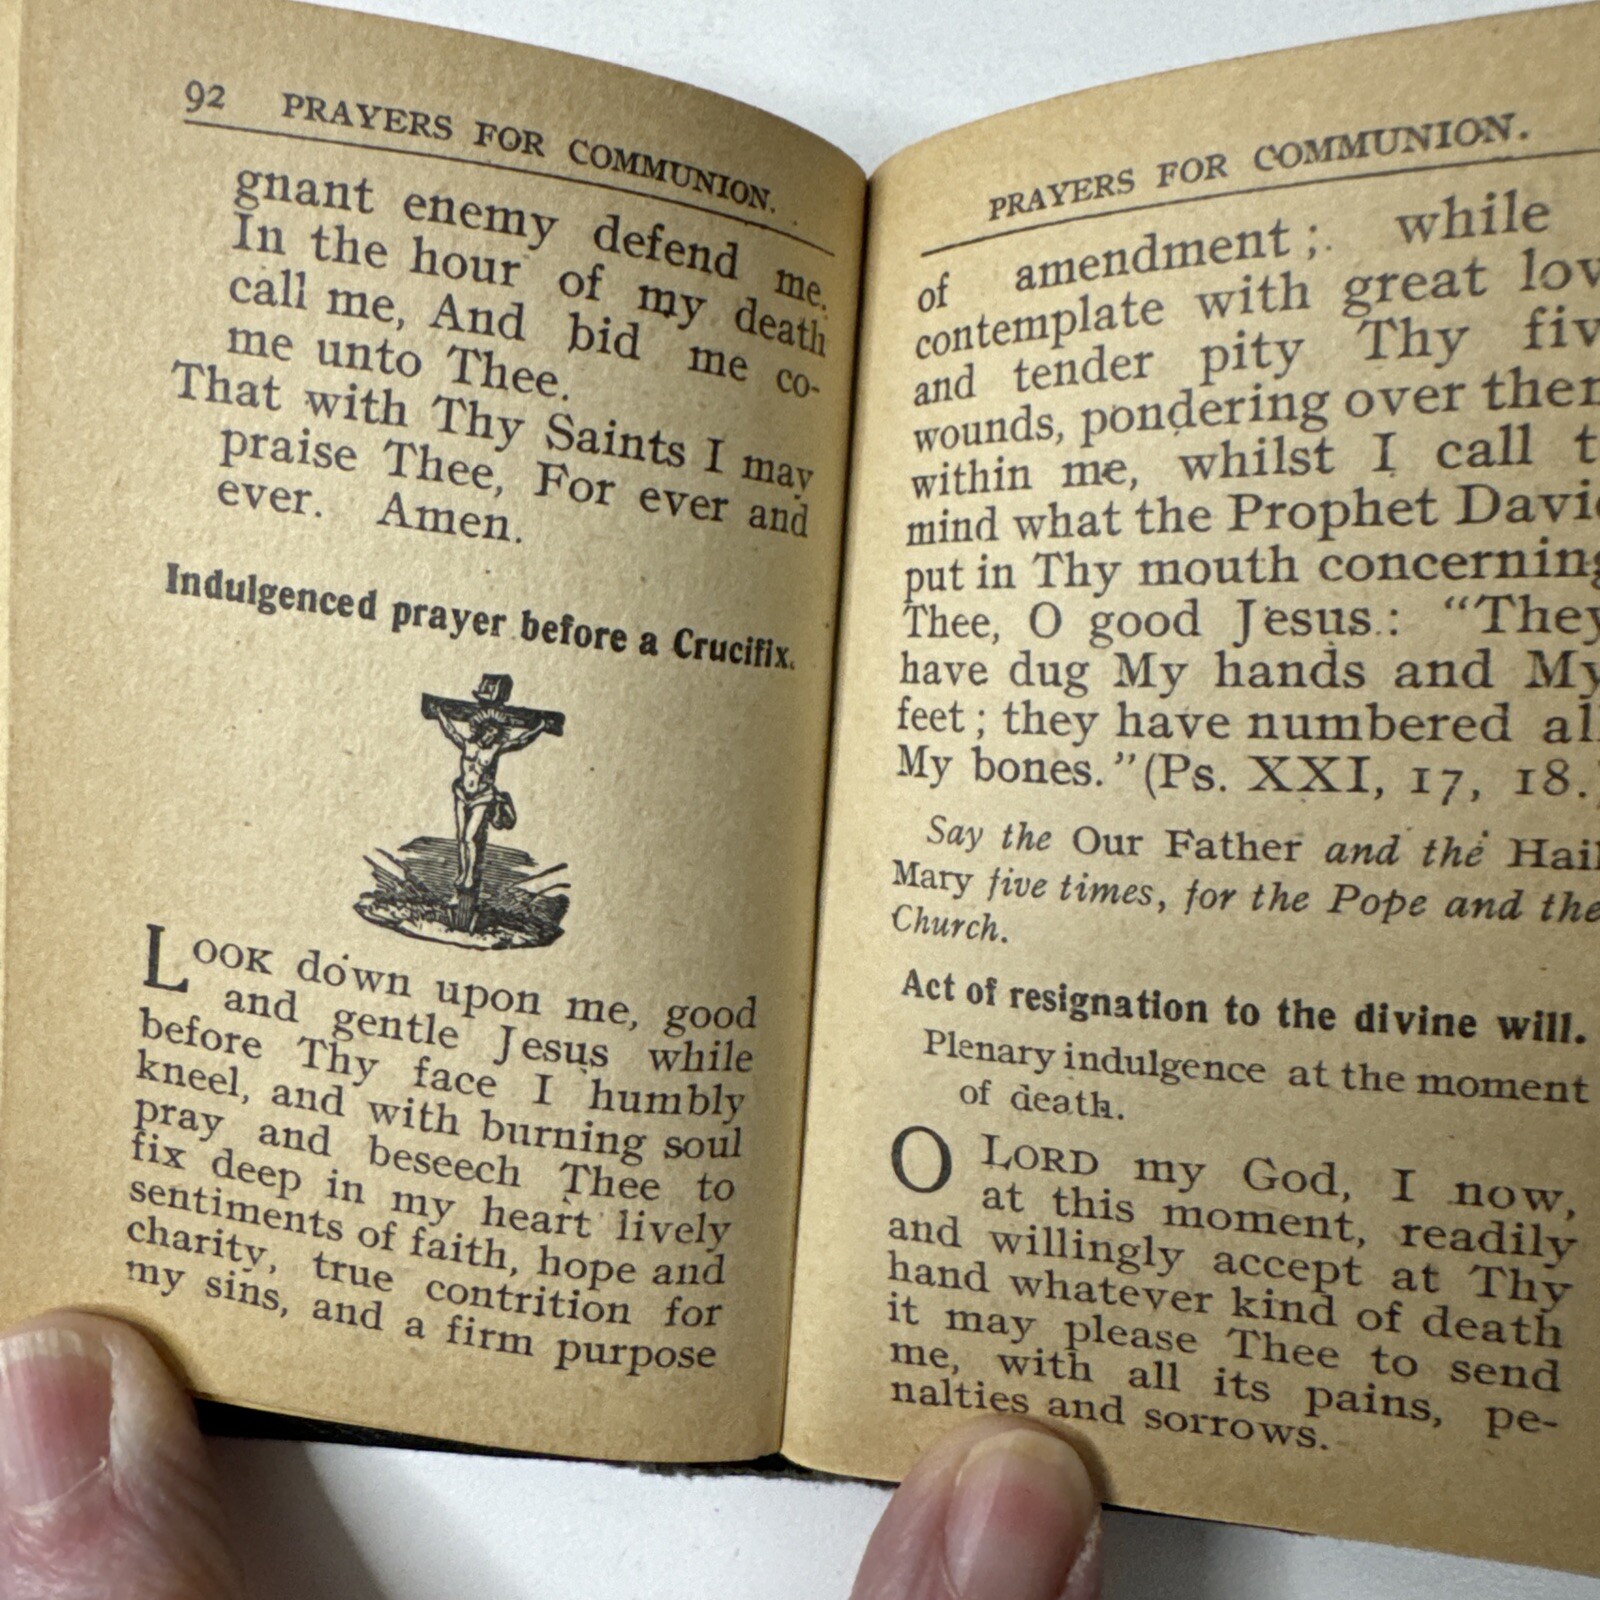 92 PRAYERS FOR COMMUNION.
gnant enemy defend me.
In the hour of my death
call me, And bid me co-
me unto Thee.
That with Thy Saints I may
praise Thee, For ever and
ever. Amen.
Indulgenced prayer before a Crucifix.
LOOK down upon me, good
and gentle Jesus while
before Thy face I humbly
kneel, and with burning soul
pray and beseech Thee to
fix deep in my heart lively
sentiments of faith, hope and
charity, true contrition for
my sins, and a firm purpose
PRAYERS FOR COMMUNION.
of amendment; while
contemplate with great lov
and tender pity Thy fiv
wounds, pondering over them
within me, whilst I call t
mind what the Prophet David
put in Thy mouth concerning
Thee, O good Jesus: "They
have dug My hands and My
feet; they have numbered all
My bones."(Ps. XXI, 17, 18.)
Say the Our Father and the Hail
Mary five times, for the Pope and the
Church.
Act of resignation to the divine will.
Plenary indulgence at the moment
of death.
O LORD my God, I now,
at this moment, readily
and willingly accept at Thy
hand whatever kind of death
it may please Thee to send
me, with all its pains, pe-
nalties and sorrows.